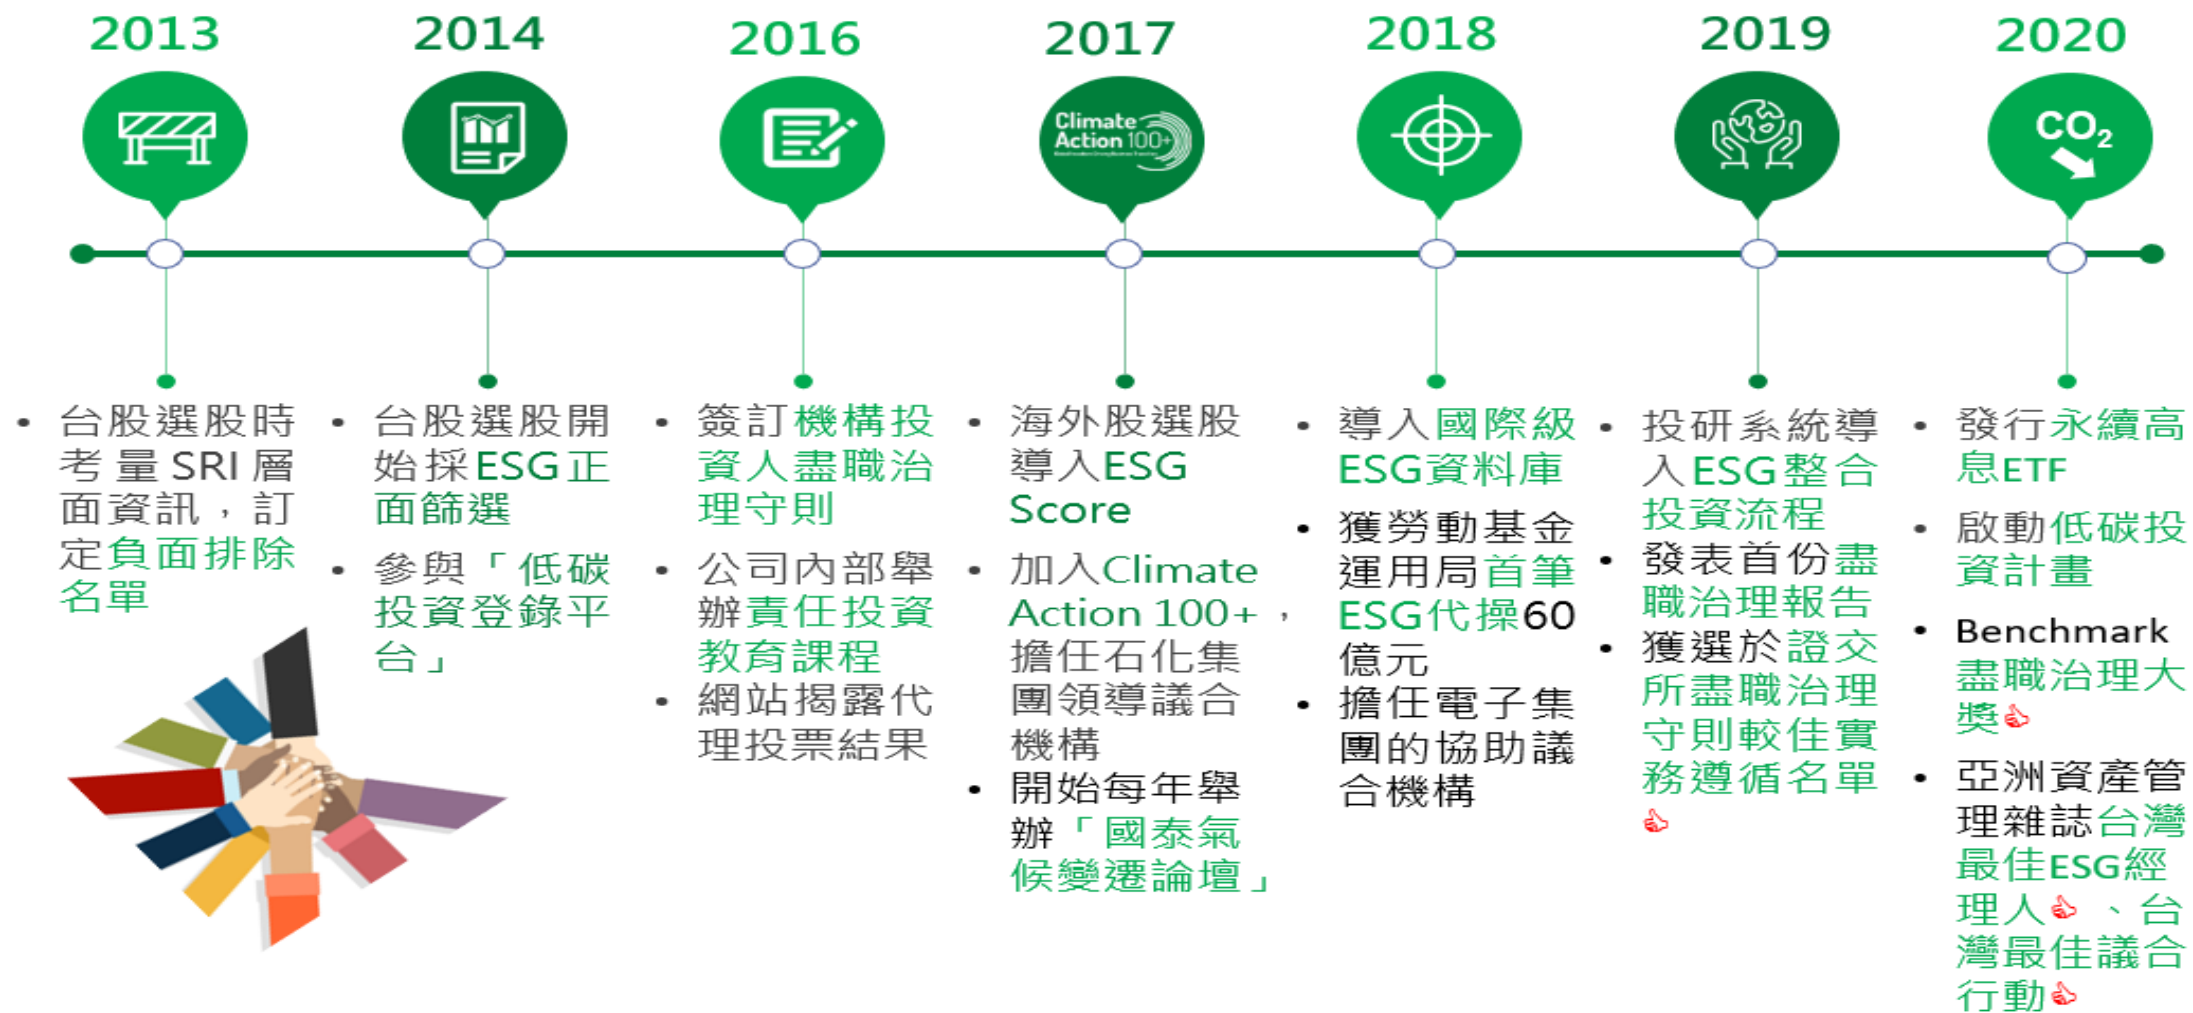 2013
2014
2016
2017
2018
2019
2020
Climate
Action 100+
CO₂
• 台股選股時
考量SRI層
面資訊，訂
定負面排除
名單
• 台股選股開
始採ESG正
面篩選
• 參與「低碳
投資登錄平
台」
• 簽訂機構投
資人盡職治
理守則
• 公司內部舉
辦責任投資
教育課程
• 網站揭露代
理投票結果
• 海外股選股
導入ESG
Score
• 加入Climate
Action 100+，
擔任石化集
團領導議合
機構
• 開始每年舉
辦「國泰氣
候變遷論壇」
• 導入國際級
ESG資料庫
• 獲勞動基金
運用局首筆
ESG代操60
億元
• 擔任電子集
團的協助議
合機構
• 投研系統導
入ESG整合
投資流程
• 發表首份盡
職治理報告
• 獲選於證交
所盡職治理
守則較佳實
務遵循名單
• 發行永續高
息ETF
• 啟動低碳投
資計畫
• Benchmark
盡職治理大
獎
• 亞洲資產管
理雜誌台灣
最佳ESG經
理人、台
灣最佳議合
行動